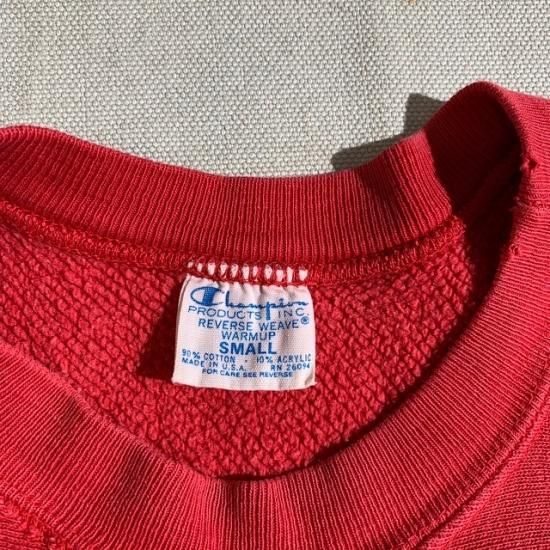 Champion
PRODUCTS INC.
REVERSE WEAVE®
WARMUP
SMALL
90% COTTON · 10% ACRYLIC
MADE IN U.S.A. RN 26094
FOR CARE SEE REVERSE